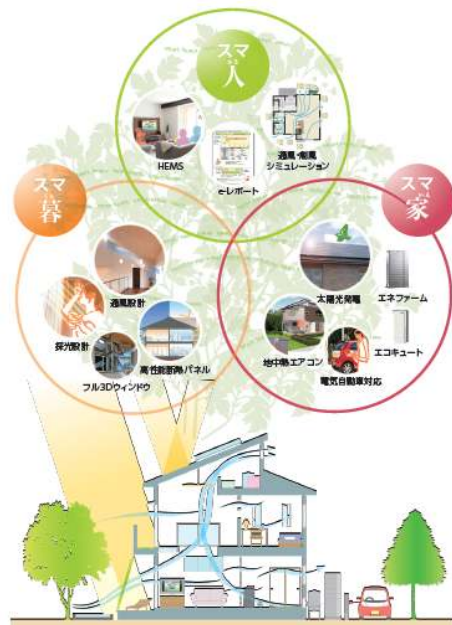 スマ
人
HEMS
e-レポート
通風・創風
シミュレーション
スマ
暮
通風設計
採光設計
フル3Dウィンドウ
高性能断熱パネル
スマ
家
太陽光発電
エネファーム
地中熱エアコン
エコキュート
電気自動車対応